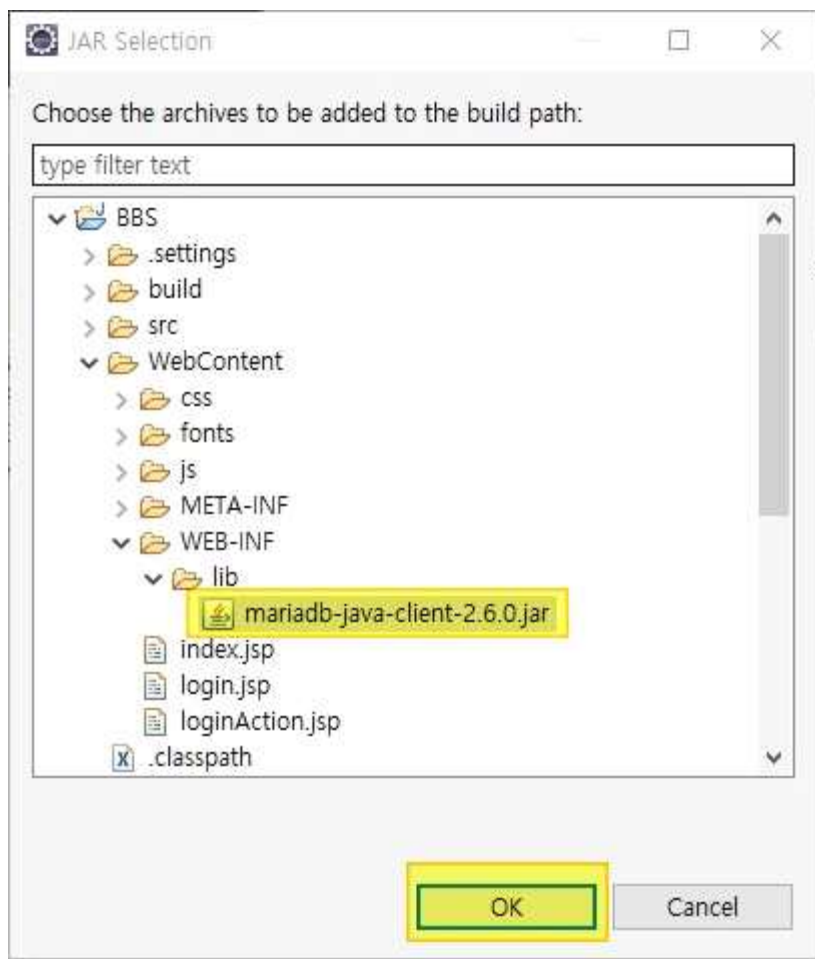 JAR Selection
Choose the archives to be added to the build path:
type filter text
BBS
.settings
build
src
WebContent
css
fonts
js
META-INF
WEB-INF
lib
mariadb-java-client-2.6.0.jar
index.jsp
login.jsp
loginAction.jsp
.classpath
OK Cancel